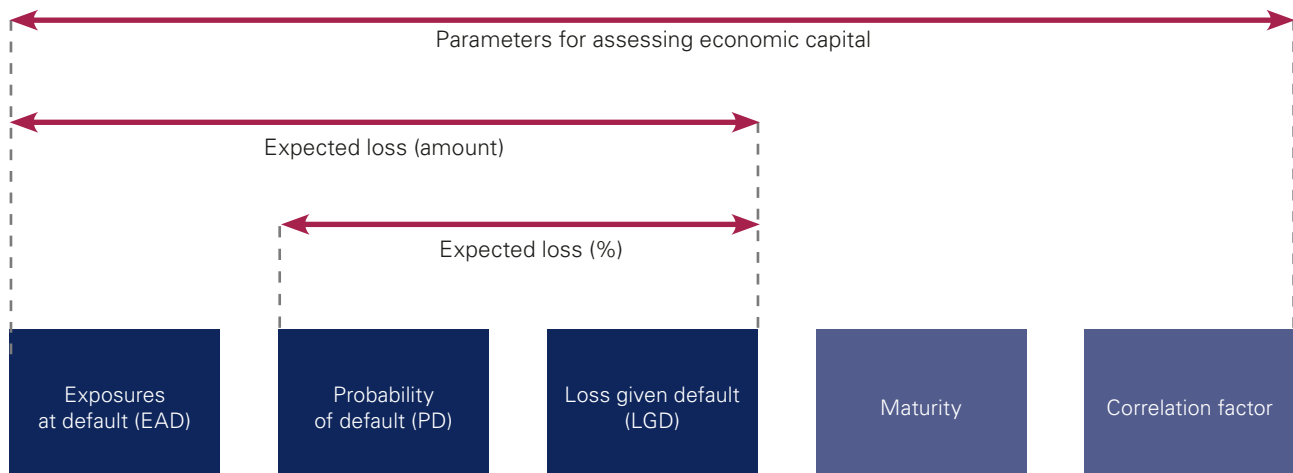 Parameters for assessing economic capital
Expected loss (amount)
Expected loss (%)
Exposures
at default (EAD)
Probability
of default (PD)
Loss given default
(LGD)
Maturity
Correlation factor